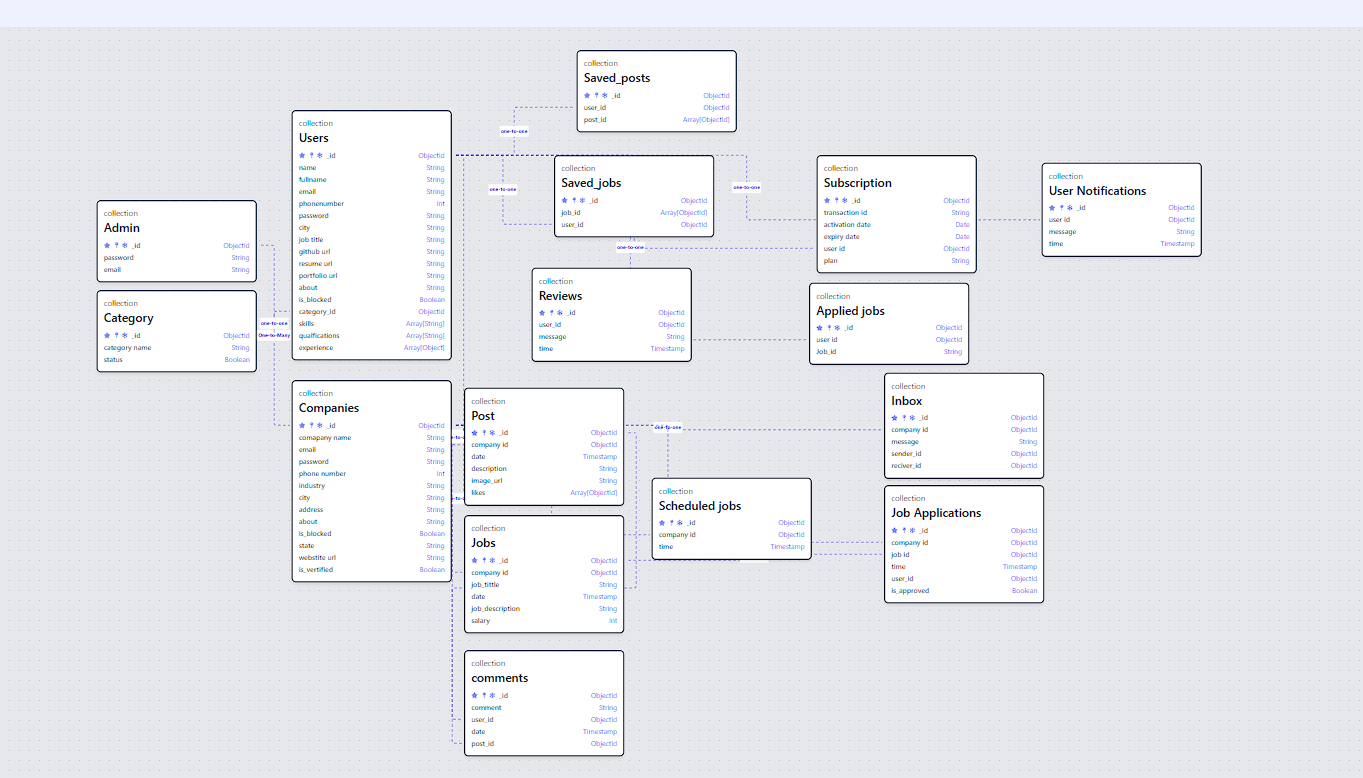 collection
Saved_posts
_id ObjectId
user_id ObjectId
post_id Array[ObjectId]
collection
Users
_id ObjectId
name String
fullname String
email String
phonenumber Int
password String
city String
job title String
github url String
resume url String
portfolio url String
about String
is_blocked Boolean
category_id ObjectId
skills Array[String]
quaifications Array[String]
experience Array[Object]
one-to-one
one-to-one
one-to-one
one-to-one
collection
Saved_jobs
_id ObjectId
job_id Array[ObjectId]
user_id ObjectId
collection
Subscription
_id ObjectId
transaction id String
activation date Date
expiry date Date
user id ObjectId
plan String
collection
User Notifications
_id ObjectId
user id ObjectId
message String
time Timestamp
collection
Admin
_id ObjectId
password String
email String
collection
Category
_id ObjectId
category name String
status Boolean
one-to-one
One-to-Many
collection
Reviews
_id ObjectId
user_id ObjectId
message String
time Timestamp
collection
Applied jobs
_id ObjectId
user id ObjectId
Job_id String
collection
Companies
_id ObjectId
comapany name String
email String
password String
phone number Int
industry String
city String
address String
about String
is_blocked Boolean
state String
webstite url String
is_vertified Boolean
collection
Post
_id ObjectId
company id ObjectId
date Timestamp
description String
image_url String
likes Array[ObjectId]
one-to-one
collection
Inbox
_id ObjectId
company id ObjectId
message String
sender_id ObjectId
reciver_id ObjectId
collection
Scheduled jobs
_id ObjectId
company id ObjectId
time Timestamp
collection
Job Applications
_id ObjectId
company id ObjectId
job id ObjectId
time Timestamp
user_id ObjectId
is_approved Boolean
collection
Jobs
_id ObjectId
company id ObjectId
job_tittle String
date Timestamp
job_description String
salary Int
collection
comments
_id ObjectId
comment String
user_id ObjectId
date Timestamp
post_id ObjectId